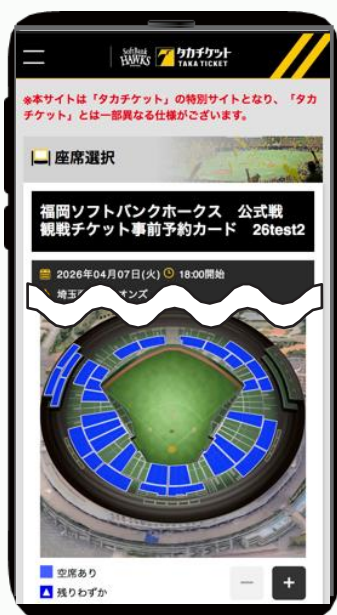 SoftBank
HAWKS
タカチケット
TAKA TICKET
※本サイトは「タカチケット」の特別サイトとなり、「タカ
チケット」とは一部異なる仕様がございます。
座席選択
福岡ソフトバンクホークス 公式戦
観戦チケット事前予約カード 26test2
2026年04月07日(火) 18:00開始
埼玉
オンズ
空席あり
残りわずか